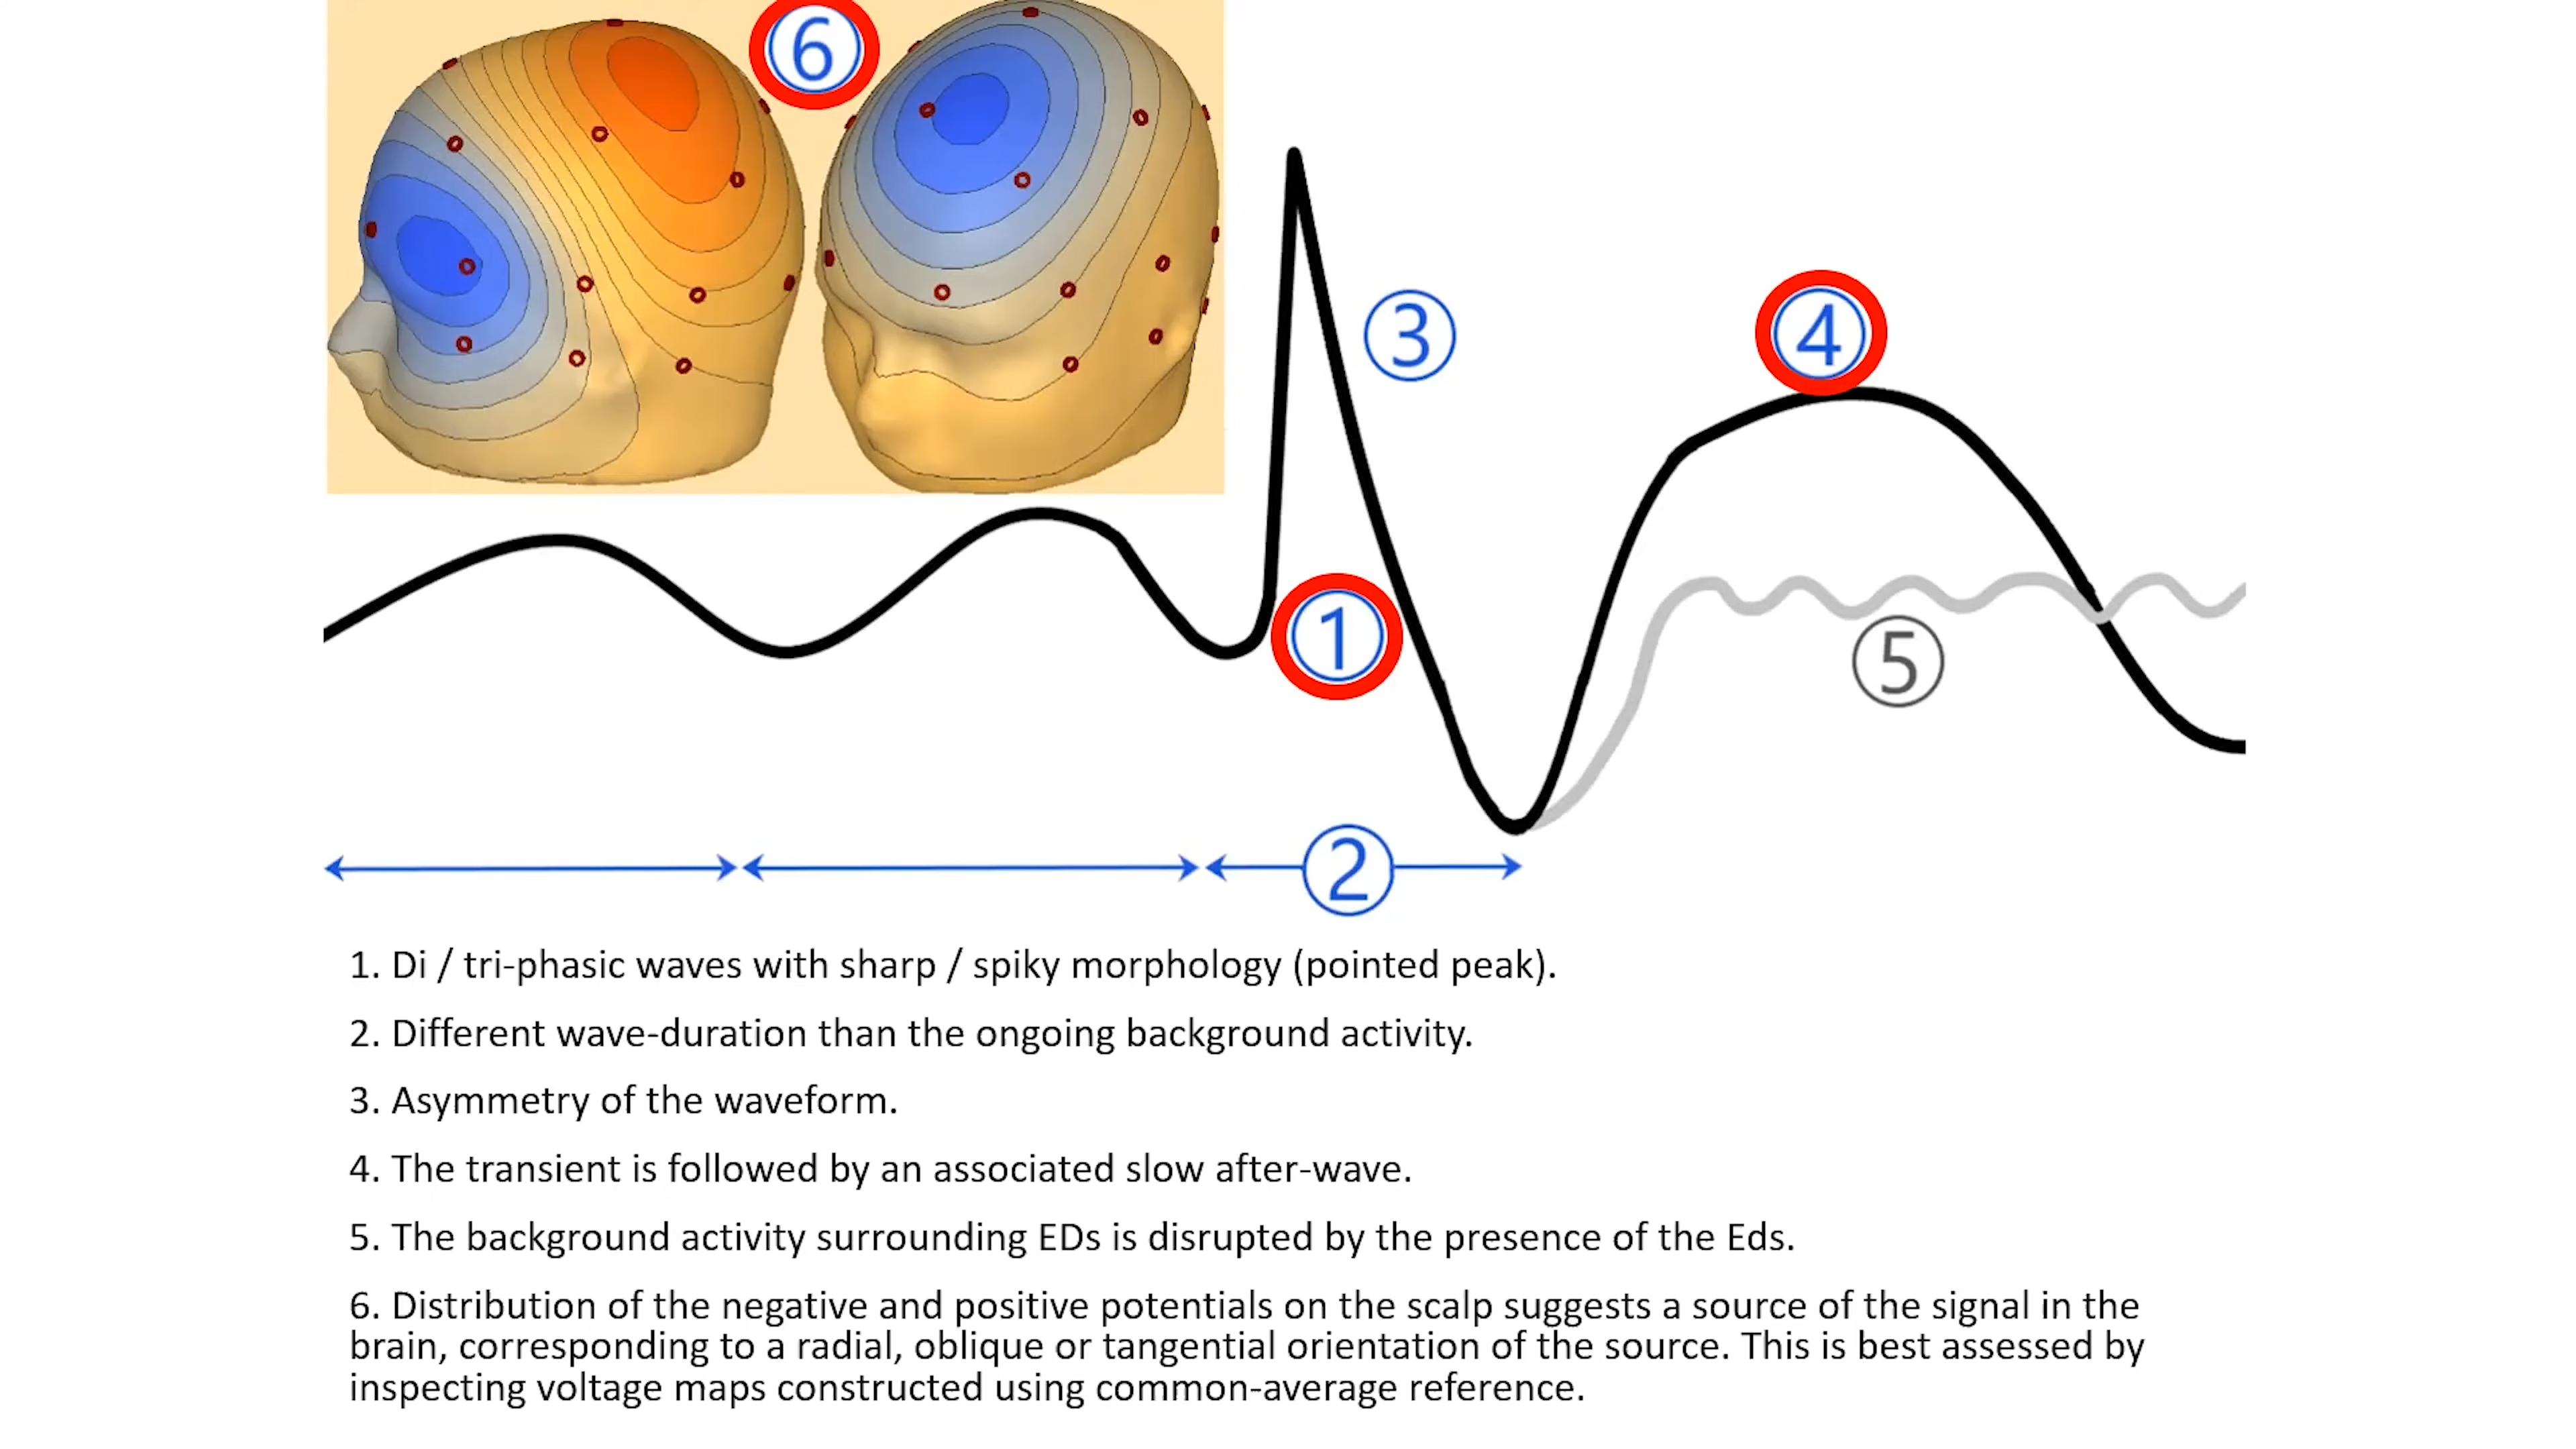 6
3
4
1
5
2
1. Di / tri-phasic waves with sharp / spiky morphology (pointed peak).
2. Different wave-duration than the ongoing background activity.
3. Asymmetry of the waveform.
4. The transient is followed by an associated slow after-wave.
5. The background activity surrounding EDs is disrupted by the presence of the Eds.
6. Distribution of the negative and positive potentials on the scalp suggests a source of the signal in the
brain, corresponding to a radial, oblique or tangential orientation of the source. This is best assessed by
inspecting voltage maps constructed using common-average reference.